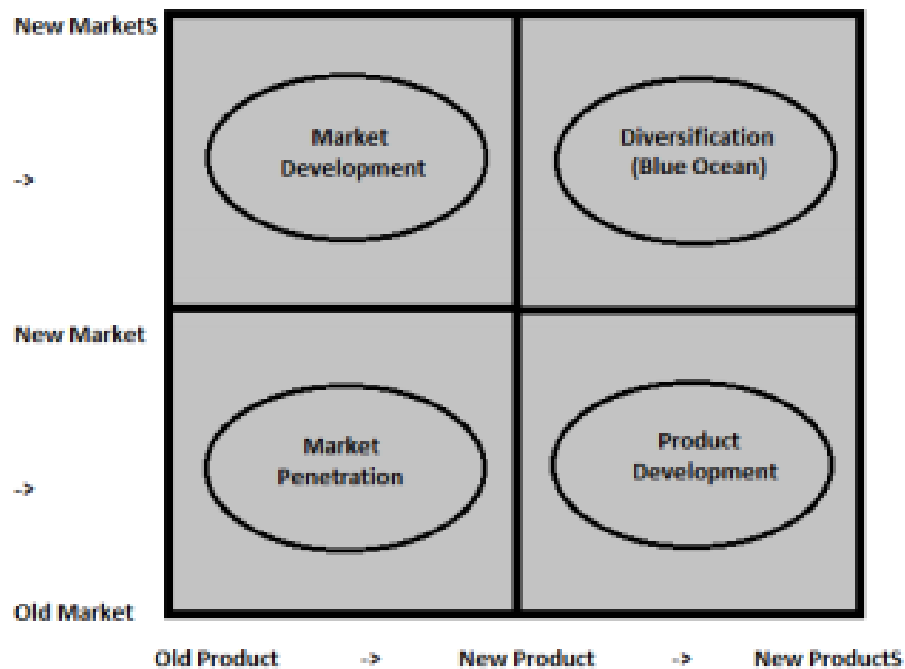 New MarketS
Market
Development
Diversification
(Blue Ocean)
->
New Market
Market
Penetration
Product
Development
->
Old Market
Old Product -> New Product -> New ProductS